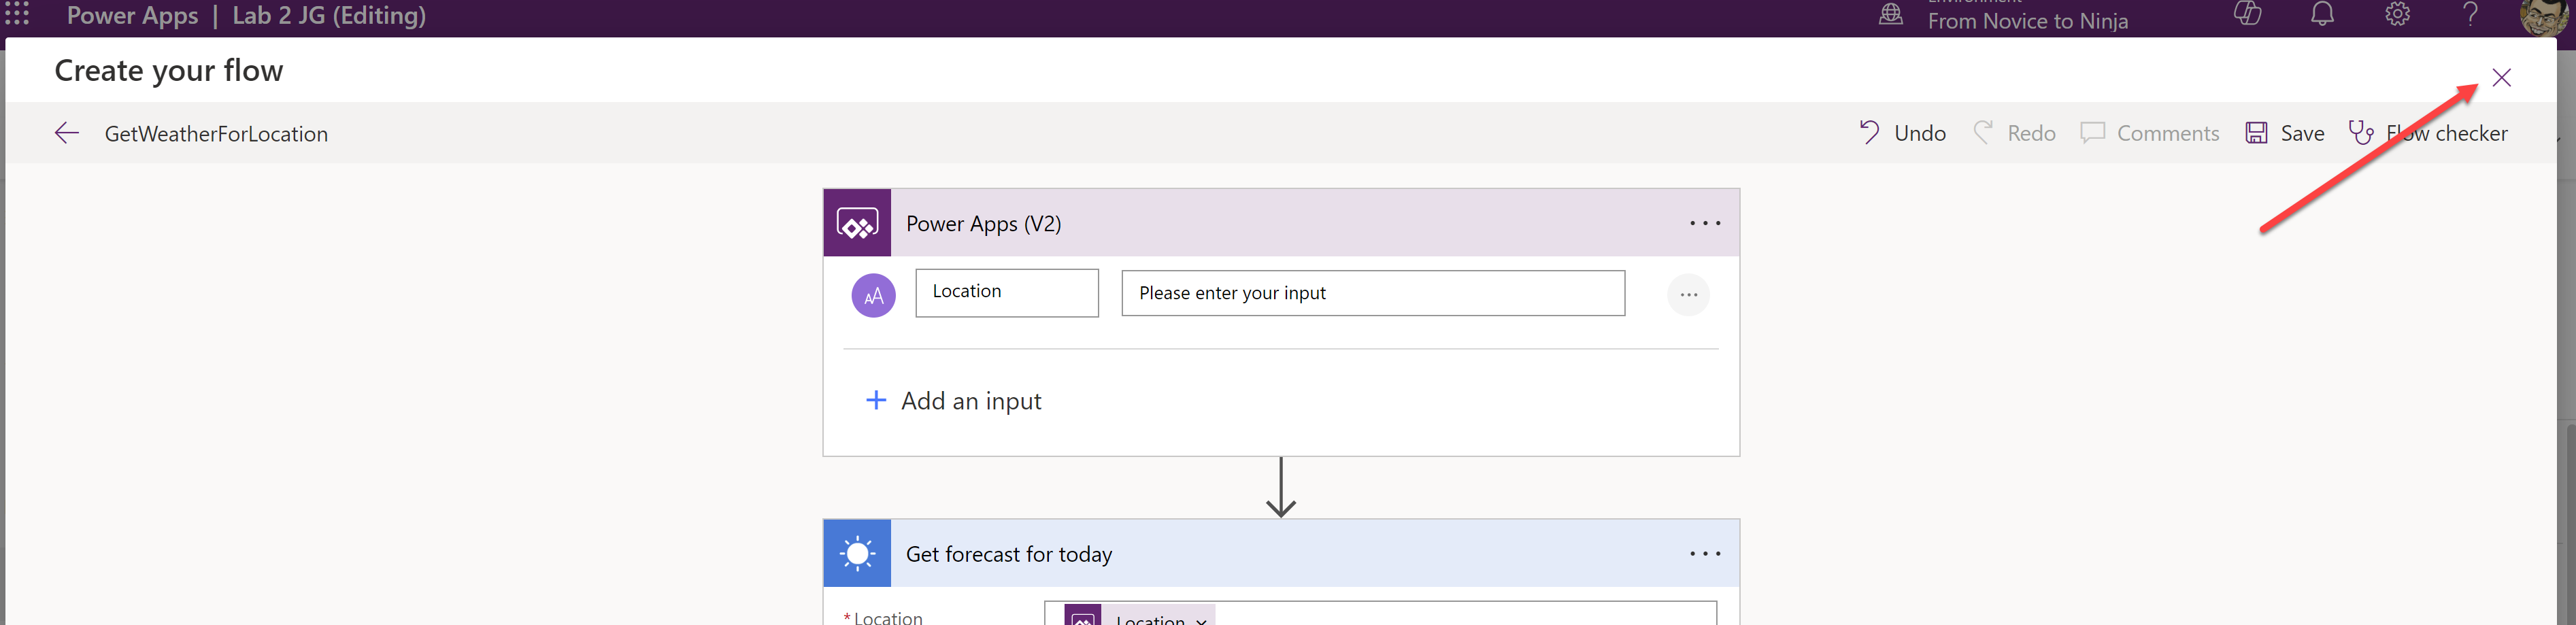 Power Apps | Lab 2 JG (Editing)
Environment
From Novice to Ninja
Create your flow
GetWeatherForLocation
Undo Redo Comments Save Flow checker
Power Apps (V2)
Location Please enter your input
Add an input
Get forecast for today
* Location Location